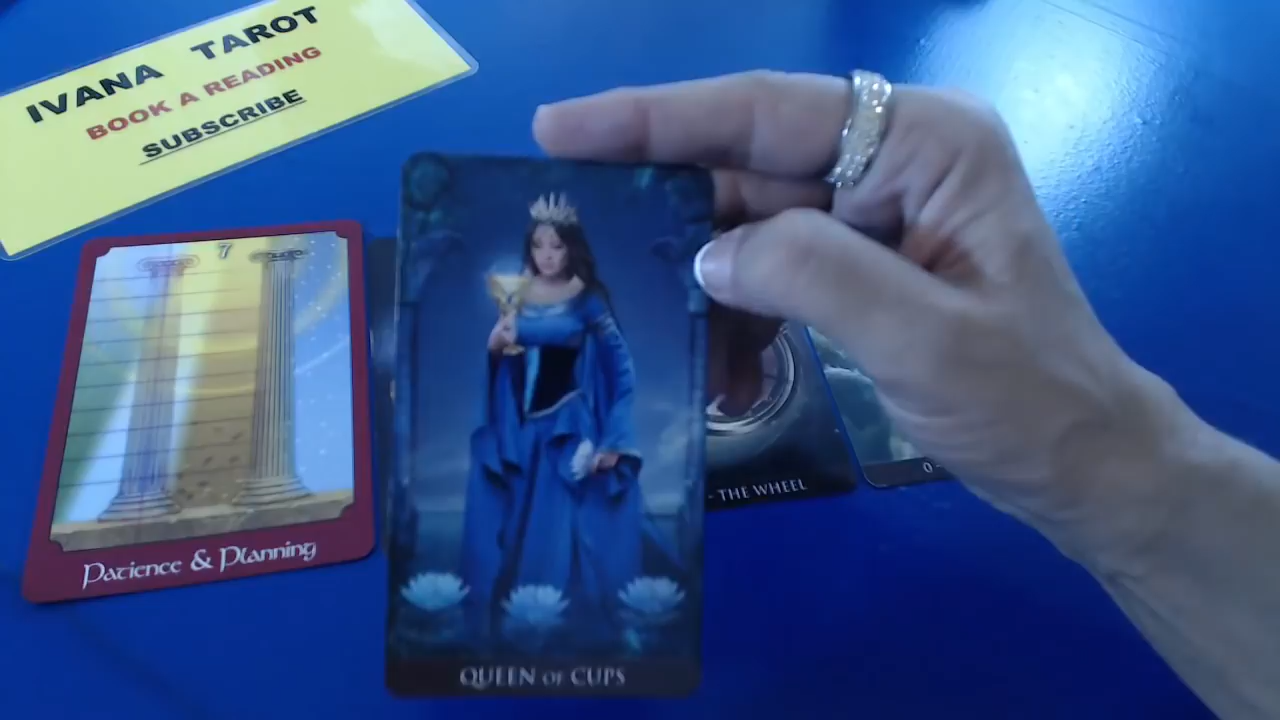 IVANA TAROT
BOOK A READING
SUBSCRIBE
7
Patience & Planning
QUEEN OF CUPS
- THE WHEEL
0 -